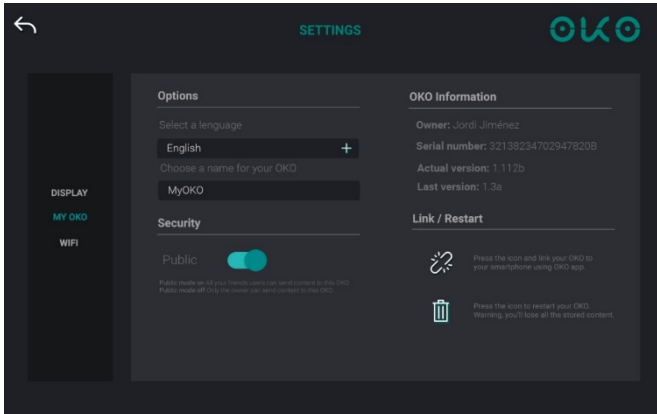 SETTINGS
OKO
DISPLAY
MY OKO
WIFI
Options
Select a lenguage
English +
Choose a name for your OKO
MyOKO
Security
Public
Public mode on All your friends users can send content to this OKO.
Public mode off Only the owner can send content to this OKO.
OKO Information
Owner: Jordi Jiménez
Serial number: 32138234702947820B
Actual version: 1.112b
Last version: 1.3a
Link / Restart
Press the icon and link your OKO to
your smartphone using OKO app.
Press the icon to restart your OKO.
Warning, you'll lose all the stored content.